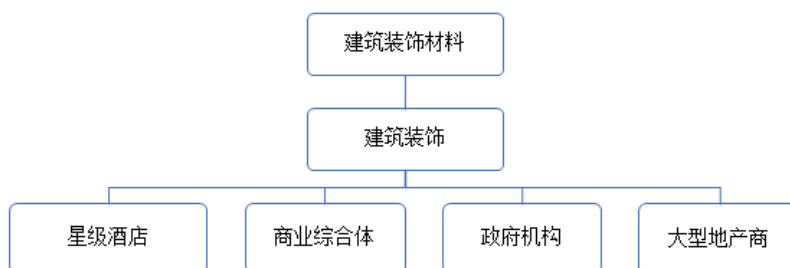 建筑装饰材料
建筑装饰
星级酒店
商业综合体
政府机构
大型地产商